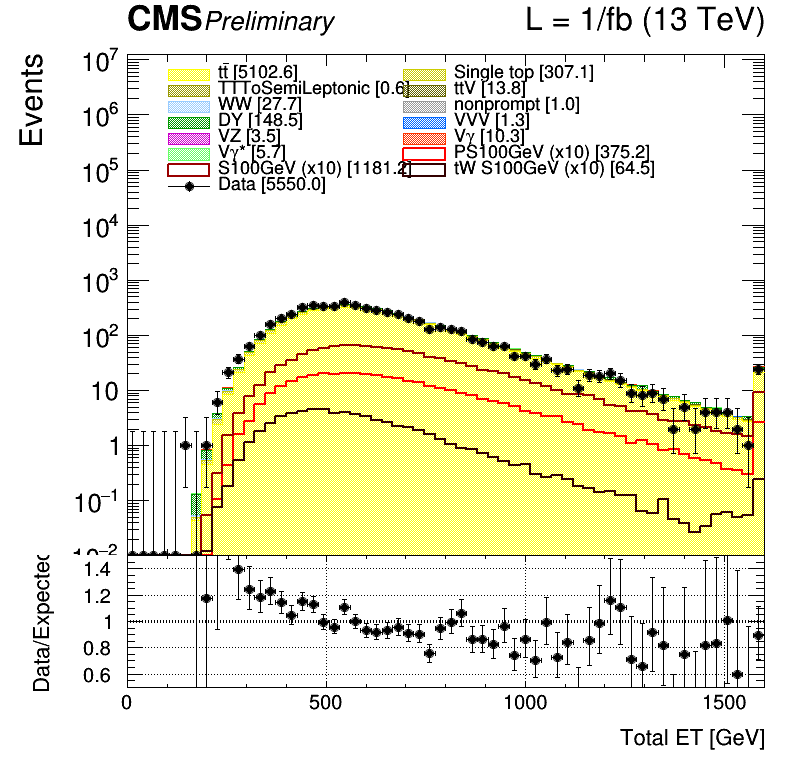 CMS Preliminary L = 1/fb (13 TeV)
Events
10⁷
10⁶
10⁵
10⁴
10³
10²
10
1
10⁻¹
10⁻²
tt̄ [5102.6] Single top [307.1]
TTToSemiLeptonic [0.6] ttV [13.8]
WW [27.7] nonprompt [1.0]
DY [148.5] VVV [1.3]
VZ [3.5] Vγ [10.3]
Vγ* [5.7] PS100GeV (x10) [375.2]
S100GeV (x10) [1181.2] tW S100GeV (x10) [64.5]
Data [5550.0]
Data/Expected
1.4
1.2
1
0.8
0.6
0 500 1000 1500
Total ET [GeV]